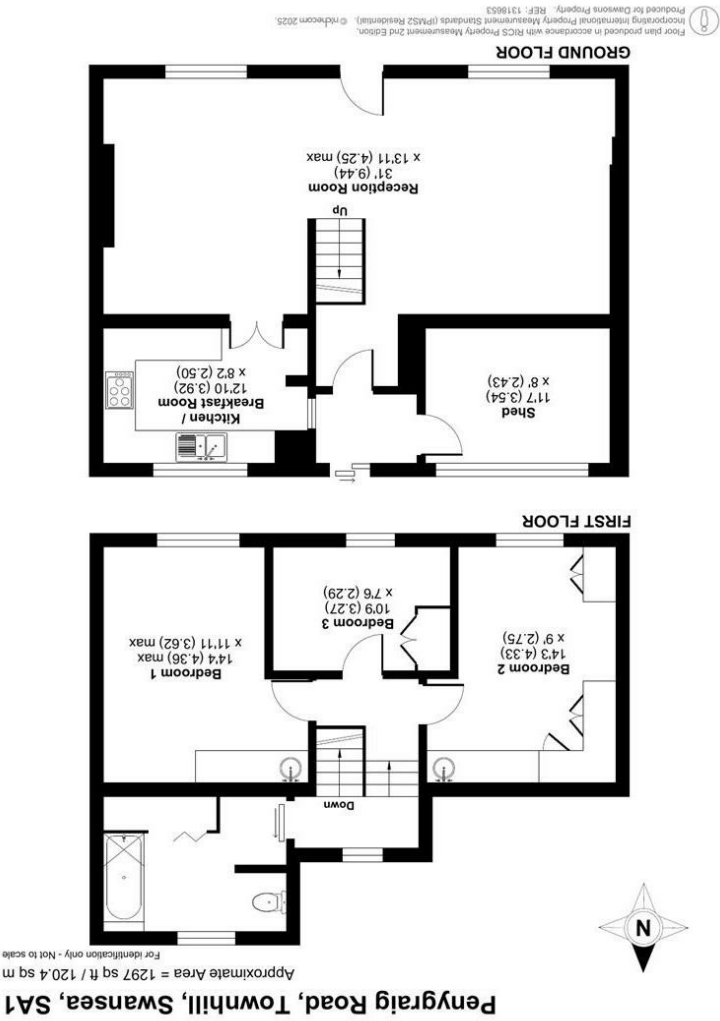 Penygraig Road, Townhill, Swansea, SA1
Approximate Area = 1297 sq ft / 120.4 sq m
For identification only - Not to scale
N
Down
Bedroom 2
14'3 (4.33)
x 9' (2.75)
Bedroom 3
10'9 (3.27)
x 7'6 (2.29)
Bedroom 1
14'4 (4.36) max
x 11'11 (3.62) max
FIRST FLOOR
Shed
11'7 (3.54)
x 8' (2.43)
Kitchen /
Breakfast Room
12'10 (3.92)
x 8'2 (2.50)
Up
Reception Room
31' (9.44)
x 13'11 (4.25) max
GROUND FLOOR
Floor plan produced in accordance with RICS Property Measurement 2nd Edition,
Incorporating International Property Measurement Standards (IPMS2 Residential). © nichecom 2025.
Produced for Dawsons Property. REF: 1318653